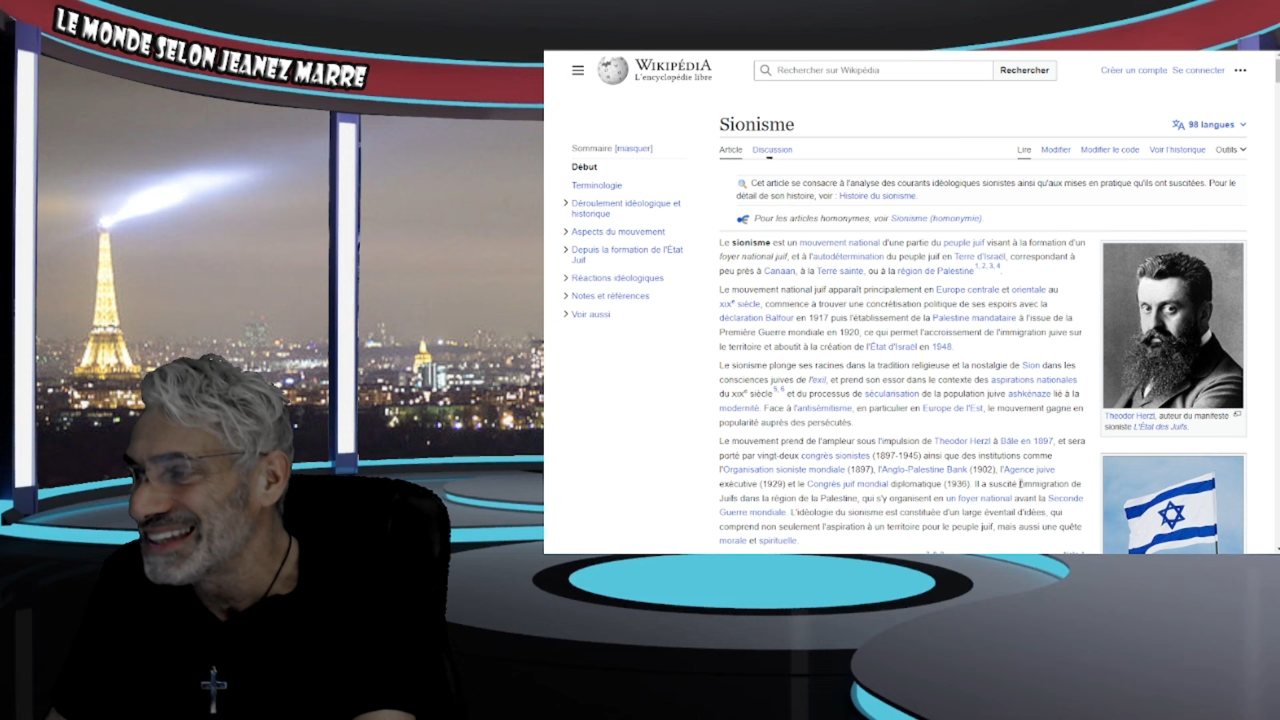 LE MONDE SELON JEANEZ MARRE
WIKIPÉDIA
L'encyclopédie libre
Rechercher sur Wikipédia
Rechercher
Créer un compte Se connecter
Sionisme
98 langues
Sommaire [masquer]
Article Discussion
Lire Modifier Modifier le code Voir l'historique Outils
Début
Terminologie
Déroulement idéologique et
historique
Aspects du mouvement
Depuis la formation de l'État
Juif
Réactions idéologiques
Notes et références
Voir aussi
Cet article se consacre à l'analyse des courants idéologiques sionistes ainsi qu'aux mises en pratique qu'ils ont suscitées. Pour le
détail de son histoire, voir : Histoire du sionisme.
Pour les articles homonymes, voir Sionisme (homonymie).
Le sionisme est un mouvement national d'une partie du peuple juif visant à la formation d'un
foyer national juif, et à l'autodétermination du peuple juif en Terre d'Israël, correspondant à
peu près à Canaan, à la Terre sainte, ou à la région de Palestine 1, 2, 3, 4.
Le mouvement national juif apparaît principalement en Europe centrale et orientale au
XIXe siècle, commence à trouver une concrétisation politique de ses espoirs avec la
déclaration Balfour en 1917 puis l'établissement de la Palestine mandataire à l'issue de la
Première Guerre mondiale en 1920, ce qui permet l'accroissement de l'immigration juive sur
le territoire et aboutit à la création de l'État d'Israël en 1948.
Le sionisme plonge ses racines dans la tradition religieuse et la nostalgie de Sion dans les
consciences juives de l'exil, et prend son essor dans le contexte des aspirations nationales
du XIXe siècle 5, 6 et du processus de sécularisation de la population juive ashkénaze lié à la
modernité. Face à l'antisémitisme, en particulier en Europe de l'Est, le mouvement gagne en
popularité auprès des persécutés.
Le mouvement prend de l'ampleur sous l'impulsion de Theodor Herzl à Bâle en 1897, et sera
porté par vingt-deux congrès sionistes (1897-1945) ainsi que des institutions comme
l'Organisation sioniste mondiale (1897), l'Anglo-Palestine Bank (1902), l'Agence juive
exécutive (1929) et le Congrès juif mondial diplomatique (1936). Il a suscité l'immigration de
Juifs dans la région de la Palestine, qui s'y organisent en un foyer national avant la Seconde
Guerre mondiale. L'idéologie du sionisme est constituée d'un large éventail d'idées, qui
comprend non seulement l'aspiration à un territoire pour le peuple juif, mais aussi une quête
morale et spirituelle.
Theodor Herzl, auteur du manifeste
sioniste L'État des Juifs.